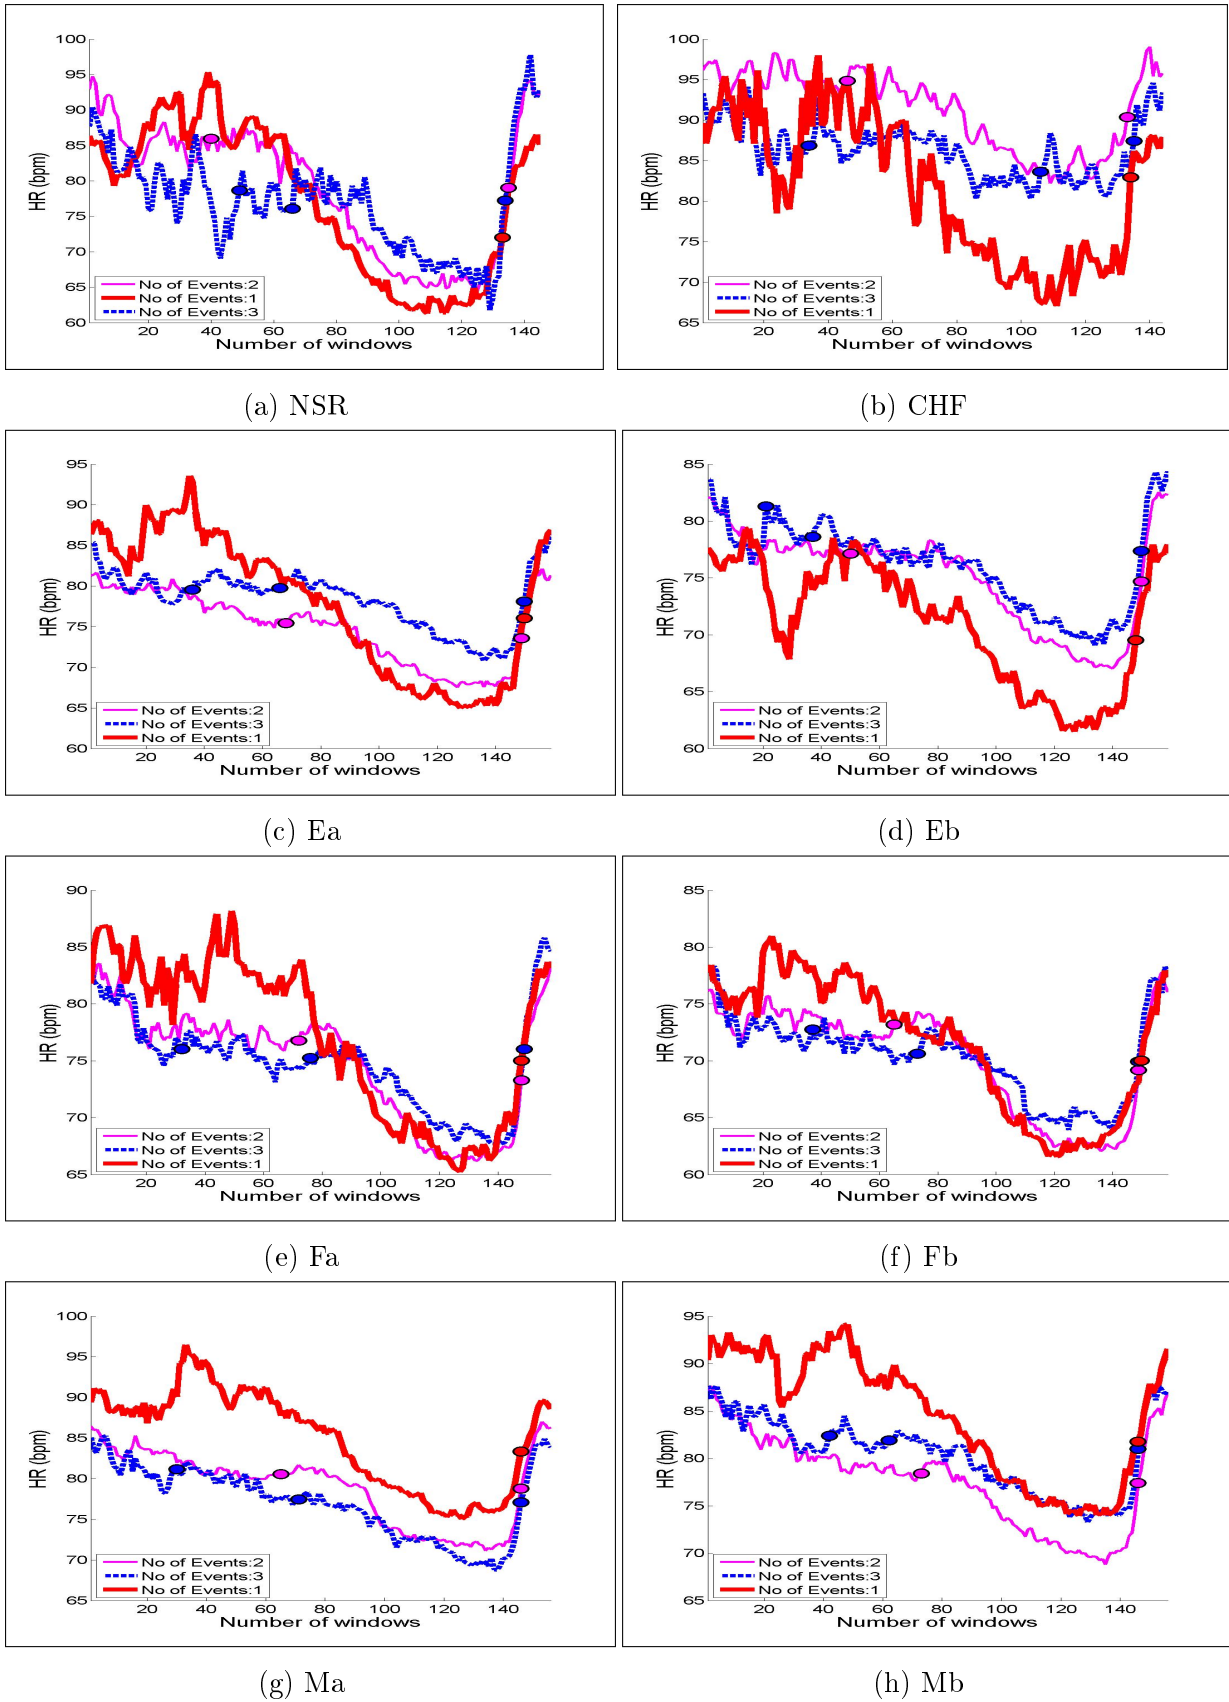 100
95
90
85
80
75
70
65
60
HR (bpm)
20 40 60 80 100 120 140
Number of windows
No of Events:2
No of Events:1
No of Events:3
(a) NSR
100
95
90
85
80
75
70
65
HR (bpm)
20 40 60 80 100 120 140
Number of windows
No of Events:2
No of Events:3
No of Events:1
(b) CHF
95
90
85
80
75
70
65
60
HR (bpm)
20 40 60 80 100 120 140
Number of windows
No of Events:2
No of Events:3
No of Events:1
(c) Ea
85
80
75
70
65
60
HR (bpm)
20 40 60 80 100 120 140
Number of windows
No of Events:2
No of Events:3
No of Events:1
(d) Eb
90
85
80
75
70
65
HR (bpm)
20 40 60 80 100 120 140
Number of windows
No of Events:2
No of Events:3
No of Events:1
(e) Fa
85
80
75
70
65
60
HR (bpm)
20 40 60 80 100 120 140
Number of windows
No of Events:2
No of Events:3
No of Events:1
(f) Fb
100
95
90
85
80
75
70
65
HR (bpm)
20 40 60 80 100 120 140
Number of windows
No of Events:2
No of Events:3
No of Events:1
(g) Ma
95
90
85
80
75
70
65
HR (bpm)
20 40 60 80 100 120 140
Number of windows
No of Events:2
No of Events:3
No of Events:1
(h) Mb